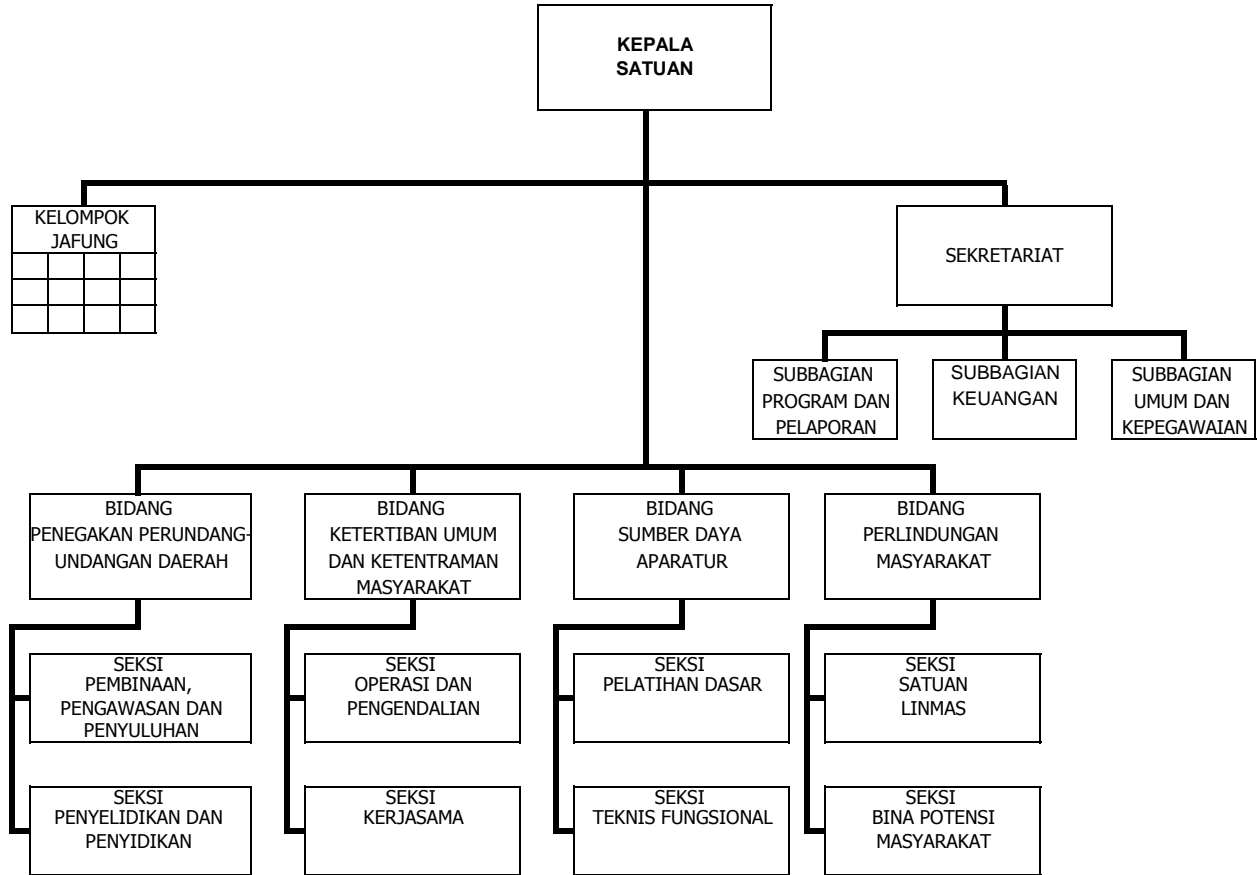 KEPALA
SATUAN
KELOMPOK
JAFUNG
SEKRETARIAT
SUBBAGIAN
PROGRAM DAN
PELAPORAN
SUBBAGIAN
KEUANGAN
SUBBAGIAN
UMUM DAN
KEPEGAWAIAN
BIDANG
PENEGAKAN PERUNDANG-
UNDANGAN DAERAH
BIDANG
KETERTIBAN UMUM
DAN KETENTRAMAN
MASYARAKAT
BIDANG
SUMBER DAYA
APARATUR
BIDANG
PERLINDUNGAN
MASYARAKAT
SEKSI
PEMBINAAN,
PENGAWASAN DAN
PENYULUHAN
SEKSI
OPERASI DAN
PENGENDALIAN
SEKSI
PELATIHAN DASAR
SEKSI
SATUAN
LINMAS
SEKSI
PENYELIDIKAN DAN
PENYIDIKAN
SEKSI
KERJASAMA
SEKSI
TEKNIS FUNGSIONAL
SEKSI
BINA POTENSI
MASYARAKAT